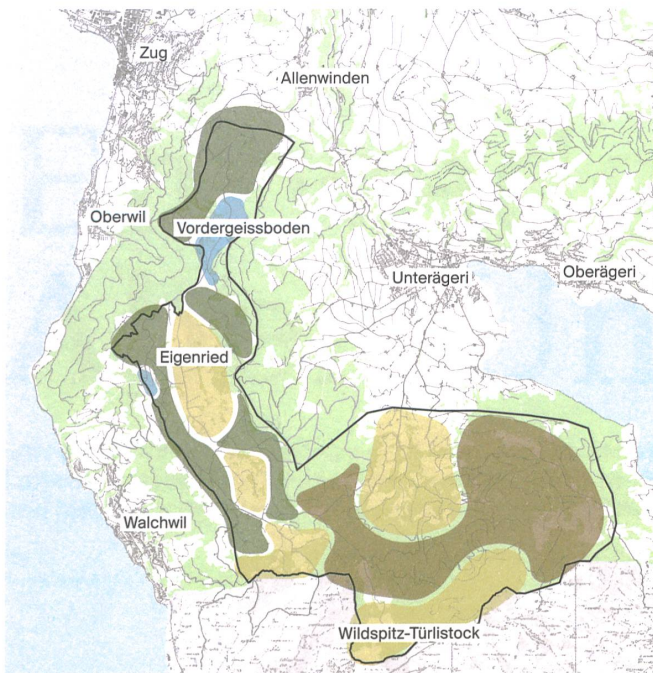 Zug
Allenwinden
Oberwil
Vordergeissboden
Unterägeri
Oberägeri
Eigenried
Walchwil
Wildspitz-Türlistock